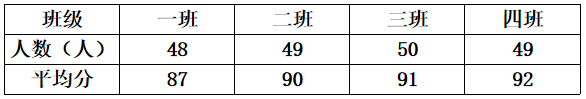 班级 一班 二班 三班 四班
人数（人） 48 49 50 49
平均分 87 90 91 92